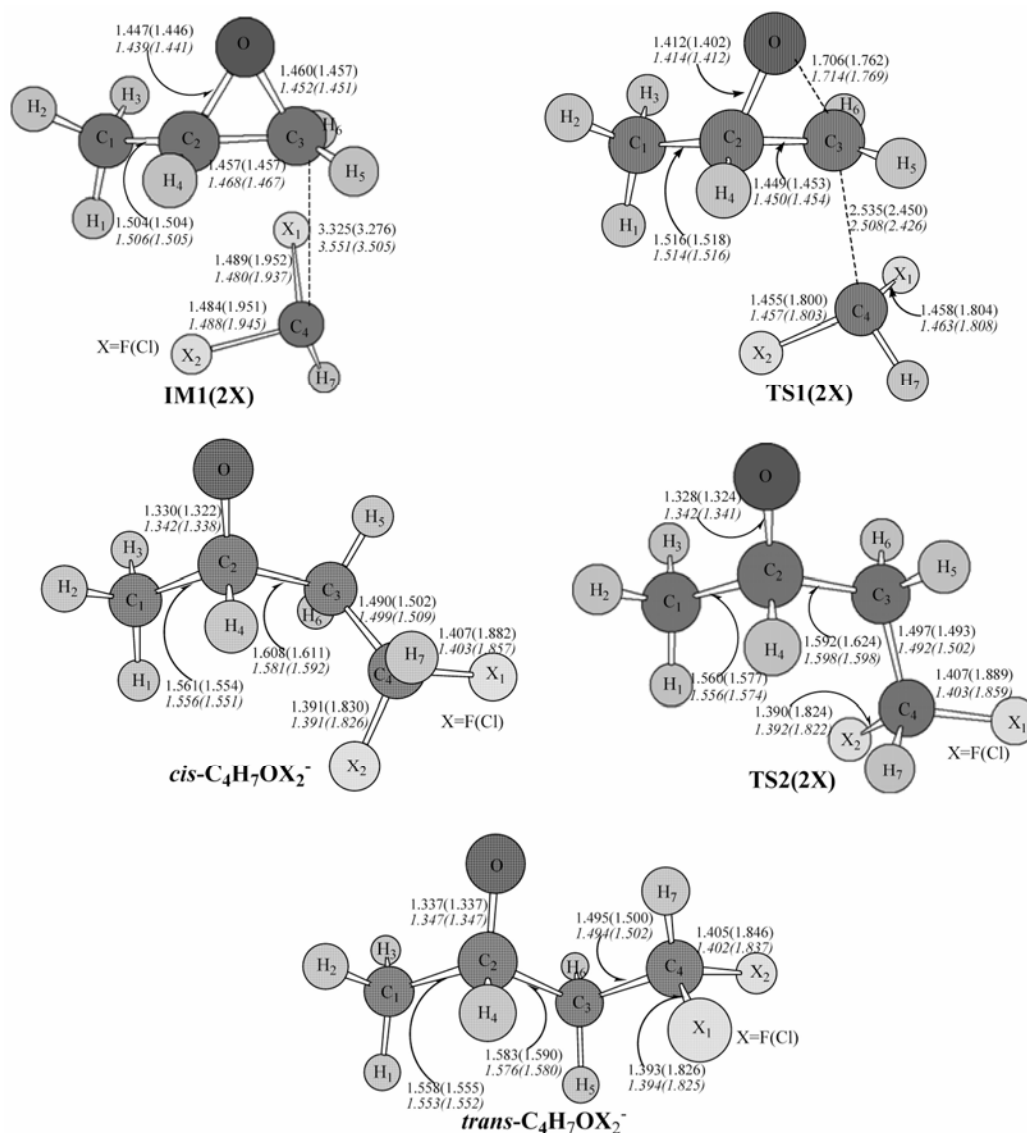 1.447(1.446)
1.439(1.441)
O
1.460(1.457)
1.452(1.451)
H3
H2
C1
C2
C3
H6
H5
H4
1.457(1.457)
1.468(1.467)
H1
1.504(1.504)
1.506(1.505)
X1
3.325(3.276)
3.551(3.505)
1.489(1.952)
1.480(1.937)
1.484(1.951)
1.488(1.945)
C4
X=F(Cl)
X2
H7
IM1(2X)
1.412(1.402)
1.414(1.412)
O
1.706(1.762)
1.714(1.769)
H3
H6
H2
C1
C2
C3
H5
H4
1.449(1.453)
1.450(1.454)
H1
1.516(1.518)
1.514(1.516)
2.535(2.450)
2.508(2.426)
X1
1.455(1.800)
1.457(1.803)
C4
1.458(1.804)
1.463(1.808)
X2
H7
TS1(2X)
O
1.330(1.322)
1.342(1.338)
H5
H3
H2
C1
C2
C3
H6
H4
1.490(1.502)
1.499(1.509)
1.407(1.882)
1.403(1.857)
H7
C4
X1
H1
1.608(1.611)
1.581(1.592)
1.561(1.554)
1.556(1.551)
1.391(1.830)
1.391(1.826)
X=F(Cl)
X2
cis-C4H7OX2-
O
1.328(1.324)
1.342(1.341)
H3
H6
H5
H2
C1
C2
C3
H4
1.592(1.624)
1.598(1.598)
1.497(1.493)
1.492(1.502)
H1
1.560(1.577)
1.556(1.574)
1.407(1.889)
1.403(1.859)
1.390(1.824)
1.392(1.822)
C4
X1
X2
X=F(Cl)
H7
TS2(2X)
O
1.337(1.337)
1.347(1.347)
H7
1.495(1.500)
1.494(1.502)
1.405(1.846)
1.402(1.837)
H3
H2
C1
C2
H6
C3
C4
X2
H4
X1
X=F(Cl)
H1
1.583(1.590)
1.576(1.580)
H5
1.393(1.826)
1.394(1.825)
1.558(1.555)
1.553(1.552)
trans-C4H7OX2-